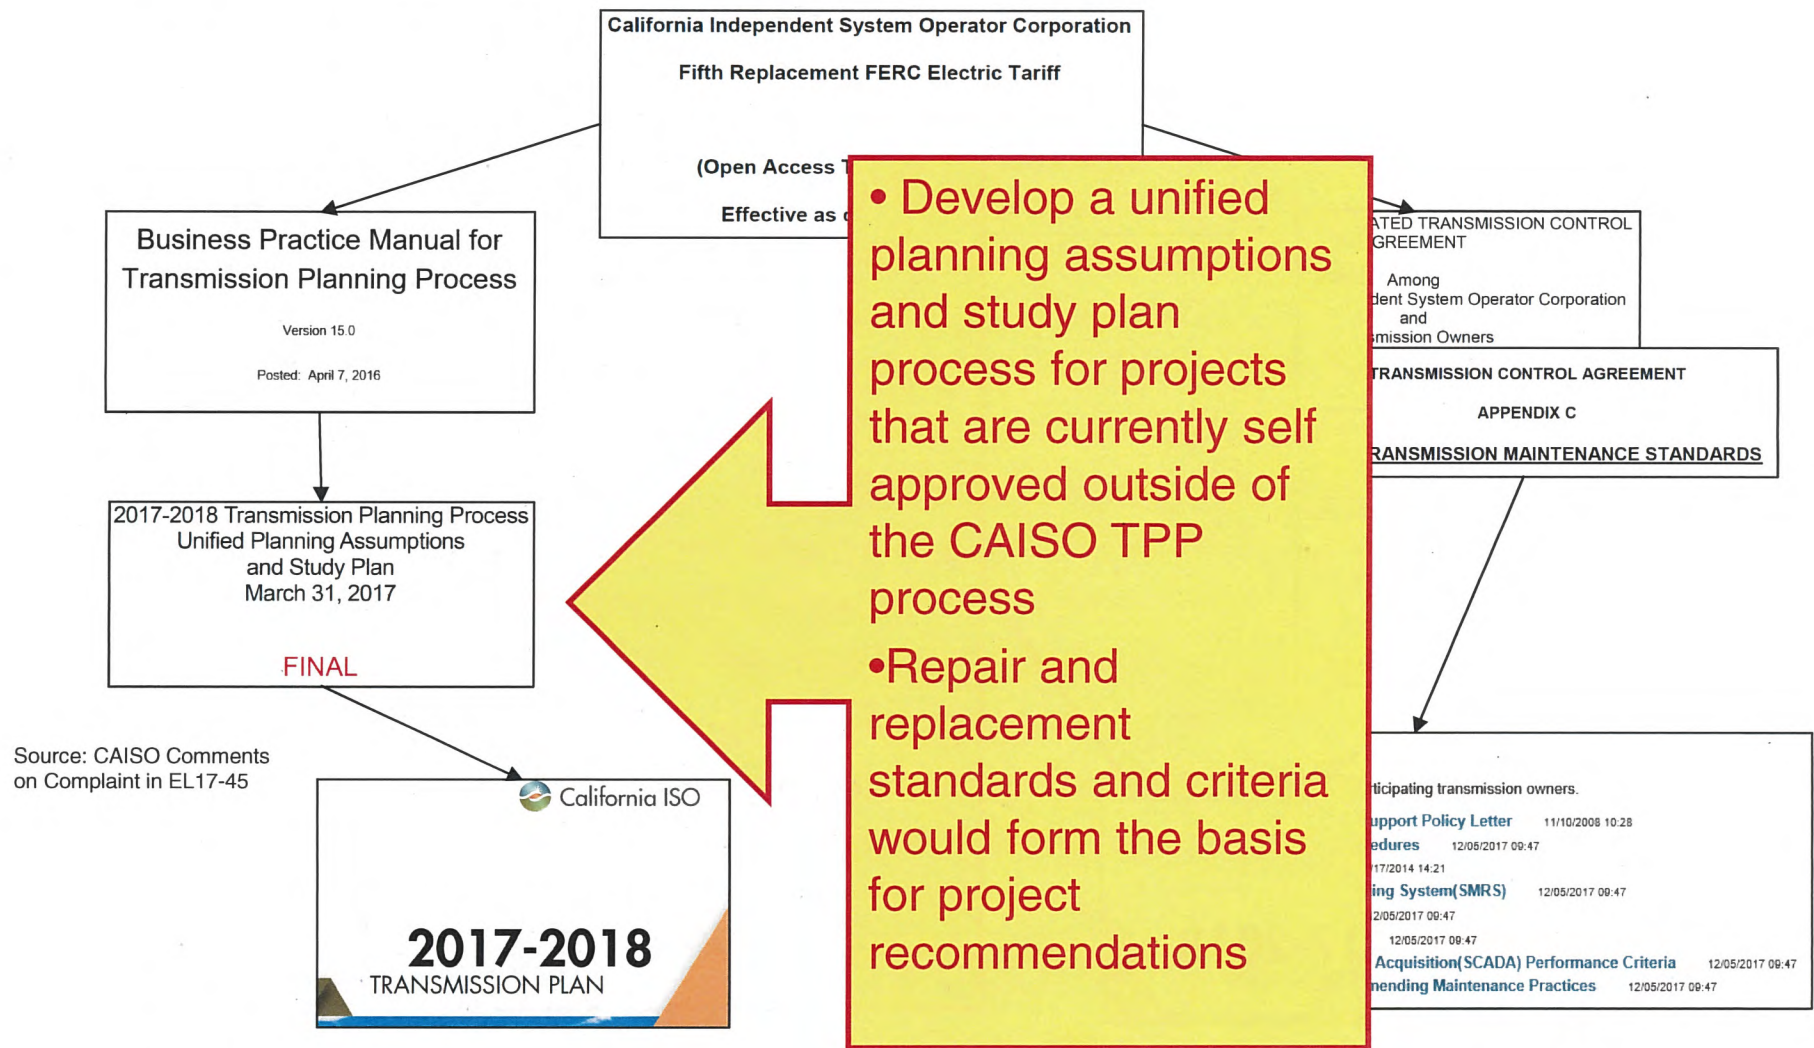 California Independent System Operator Corporation
Fifth Replacement FERC Electric Tariff
(Open Access
Effective as
Business Practice Manual for
Transmission Planning Process
Version 15.0
Posted: April 7, 2016
2017-2018 Transmission Planning Process
Unified Planning Assumptions
and Study Plan
March 31, 2017
FINAL
Source: CAISO Comments
on Complaint in EL17-45
California ISO
2017-2018
TRANSMISSION PLAN
• Develop a unified
planning assumptions
and study plan
process for projects
that are currently self
approved outside of
the CAISO TPP
process
•Repair and
replacement
standards and criteria
would form the basis
for project
recommendations
ATED TRANSMISSION CONTROL
GREEMENT
Among
dent System Operator Corporation
and
smission Owners
TRANSMISSION CONTROL AGREEMENT
APPENDIX C
RANSMISSION MAINTENANCE STANDARDS
rticipating transmission owners.
upport Policy Letter 11/10/2008 10:28
edures 12/05/2017 09:47
/17/2014 14:21
ing System(SMRS) 12/05/2017 09:47
2/05/2017 09:47
12/05/2017 09:47
Acquisition(SCADA) Performance Criteria 12/05/2017 09:47
mending Maintenance Practices 12/05/2017 09:47